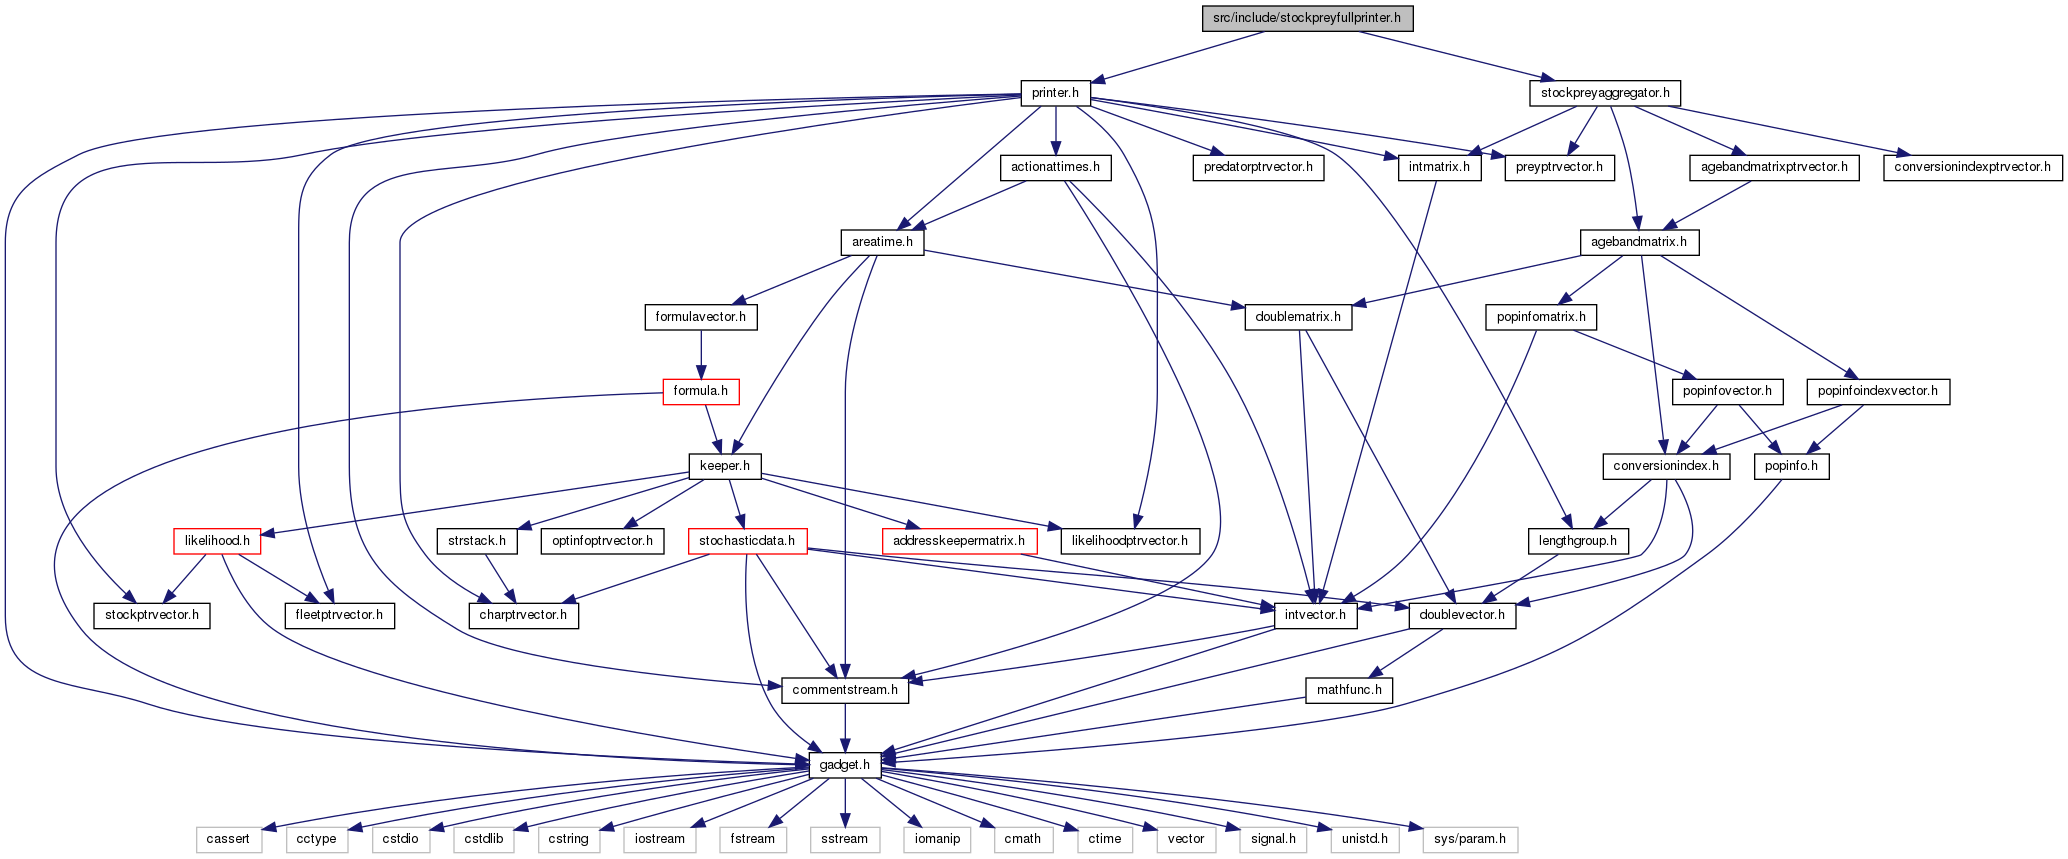 src/include/stockpreyfullprinter.h
printer.h
stockpreyaggregator.h
actionattimes.h
predatorptrvector.h
intmatrix.h
preyptrvector.h
agebandmatrixptrvector.h
conversionindexptrvector.h
areatime.h
agebandmatrix.h
formulavector.h
doublematrix.h
popinfomatrix.h
formula.h
popinfovector.h
popinfoindexvector.h
keeper.h
conversionindex.h
popinfo.h
likelihood.h
strstack.h
optinfoptrvector.h
stochasticdata.h
addresskeepermatrix.h
likelihoodptrvector.h
lengthgroup.h
stockptrvector.h
fleetptrvector.h
charptrvector.h
intvector.h
doublevector.h
commentstream.h
mathfunc.h
gadget.h
cassert
cctype
cstdio
cstdlib
cstring
iostream
fstream
sstream
iomanip
cmath
ctime
vector
signal.h
unistd.h
sys/param.h